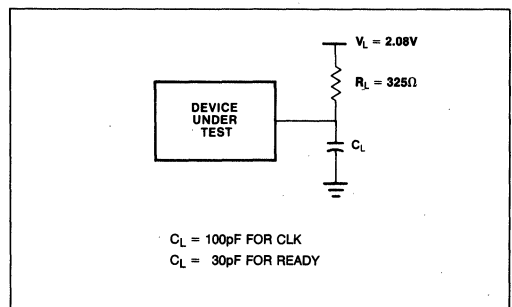 V_L = 2.08V
R_L = 325Ω
DEVICE
UNDER
TEST
C_L
C_L = 100pF FOR CLK
C_L = 30pF FOR READY